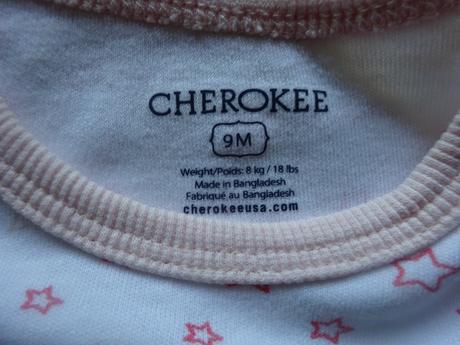 CHEROKEE
9M
Weight/Poids: 8 kg / 18 lbs
Made in Bangladesh
Fabriqué au Bangladesh
cherokeeusa.com